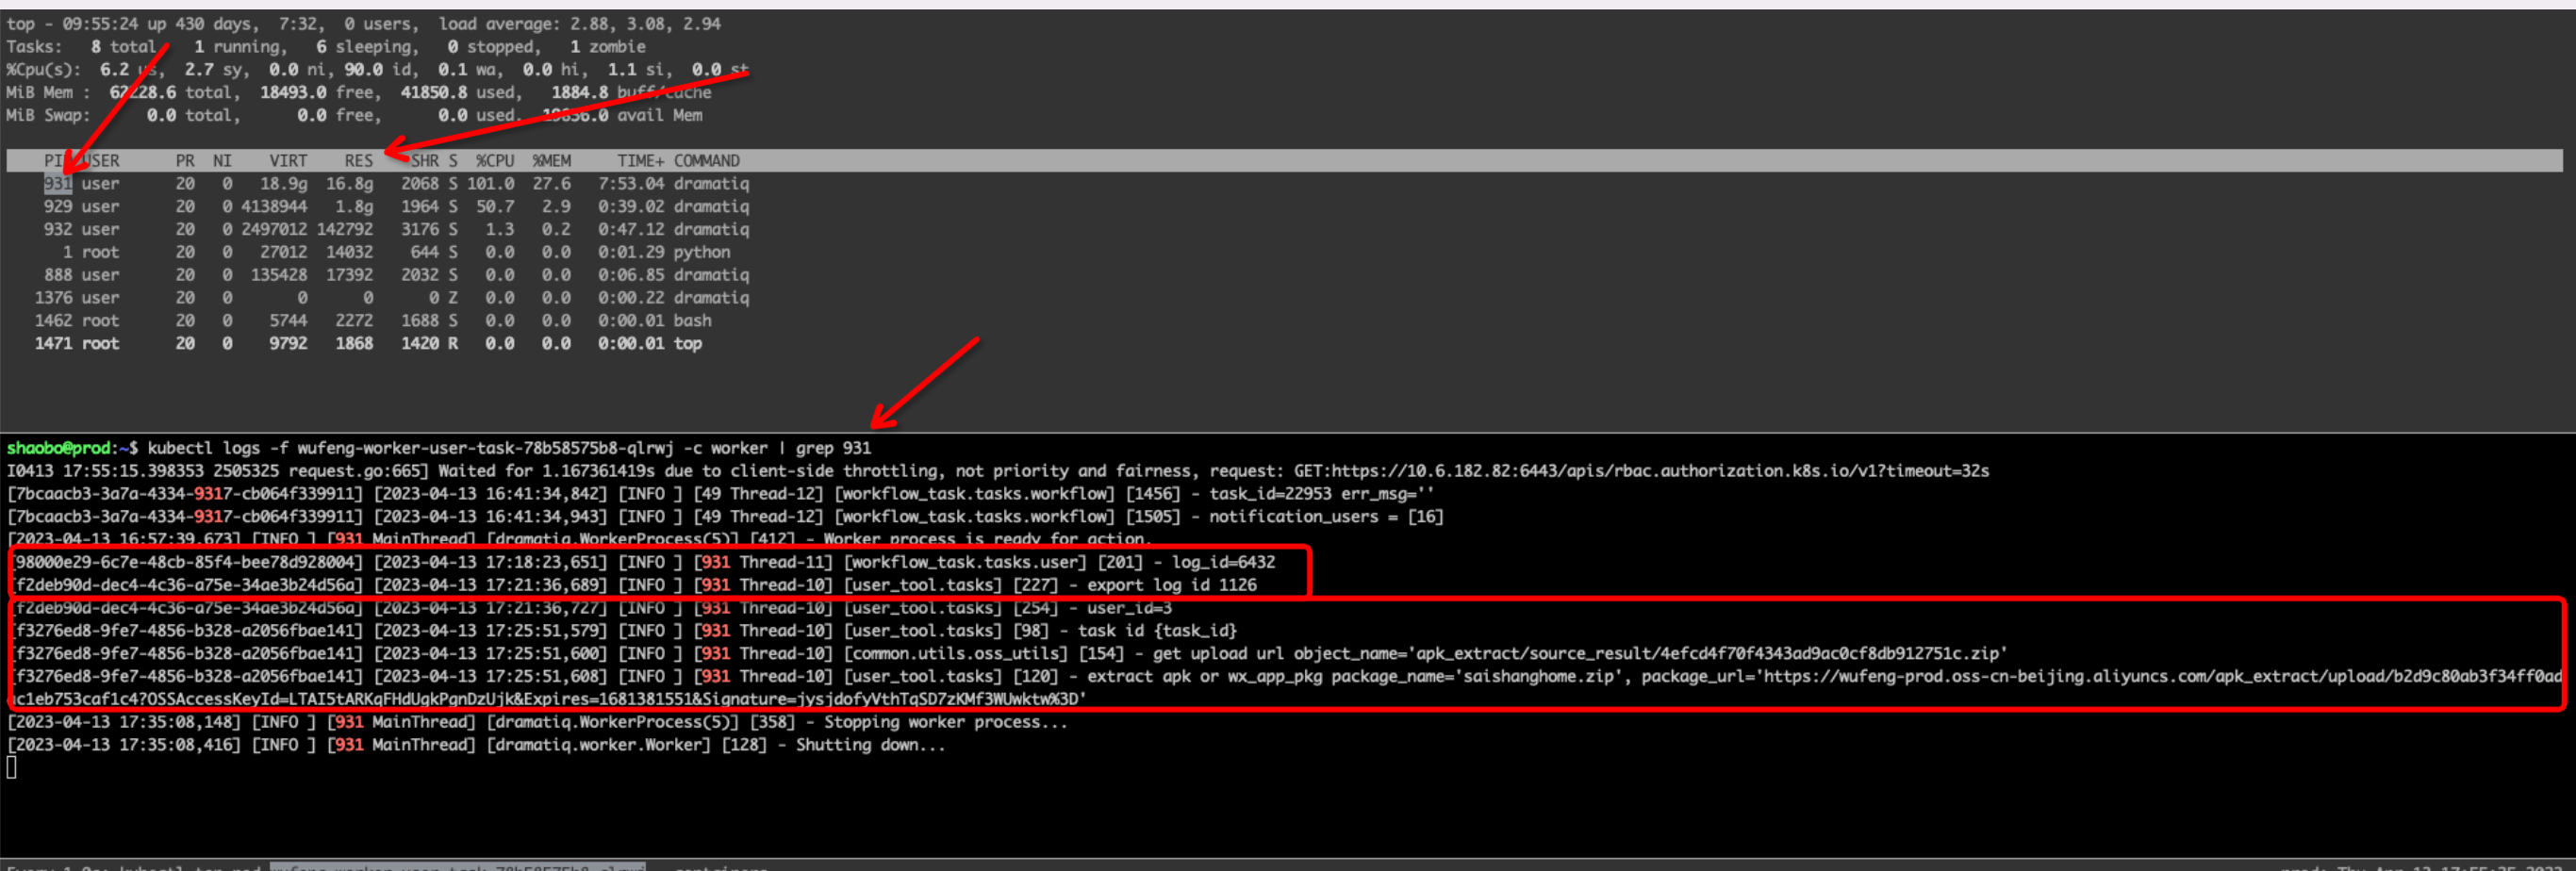 top - 09:55:24 up 430 days,  7:32,  0 users,  load average: 2.88, 3.08, 2.94
Tasks:   8 total   1 running,   6 sleeping,   0 stopped,   1 zombie
%Cpu(s):  6.2 us,  2.7 sy,  0.0 ni, 90.0 id,  0.1 wa,  0.0 hi,  1.1 si,  0.0 st
MiB Mem :  62228.6 total,  18493.0 free,  41850.8 used,   1884.8 buff/cache
MiB Swap:      0.0 total,      0.0 free,      0.0 used.  19856.0 avail Mem
PID USER      PR  NI    VIRT    RES    SHR S  %CPU  %MEM     TIME+ COMMAND
931 user      20   0   18.9g  16.8g   2068 S 101.0  27.6   7:53.04 dramatiq
929 user      20   0 4138944   1.8g   1964 S  50.7   2.9   0:39.02 dramatiq
932 user      20   0 2497012 142792   3176 S   1.3   0.2   0:47.12 dramatiq
1 root      20   0   27012  14032    644 S   0.0   0.0   0:01.29 python
888 user      20   0  135428  17392   2032 S   0.0   0.0   0:06.85 dramatiq
1376 user      20   0       0      0      0 Z   0.0   0.0   0:00.22 dramatiq
1462 root      20   0    5744   2272   1688 S   0.0   0.0   0:00.01 bash
1471 root      20   0    9792   1868   1420 R   0.0   0.0   0:00.01 top
shaobo@prod:~$ kubectl logs -f wufeng-worker-user-task-78b58575b8-qlrwj -c worker | grep 931
I0413 17:55:15.398353 2505325 request.go:665] Waited for 1.167361419s due to client-side throttling, not priority and fairness, request: GET:https://10.6.182.82:6443/apis/rbac.authorization.k8s.io/v1?timeout=32s
[7bcaacb3-3a7a-4334-9317-cb064f339911] [2023-04-13 16:41:34,842] [INFO ] [49 Thread-12] [workflow_task.tasks.workflow] [1456] - task_id=22953 err_msg=''
[7bcaacb3-3a7a-4334-9317-cb064f339911] [2023-04-13 16:41:34,943] [INFO ] [49 Thread-12] [workflow_task.tasks.workflow] [1505] - notification_users = [16]
[2023-04-13 16:57:39,673] [INFO ] [931 MainThread] [dramatiq.WorkerProcess(5)] [412] - Worker process is ready for action.
[98000e29-6c7e-48cb-85f4-bee78d928004] [2023-04-13 17:18:23,651] [INFO ] [931 Thread-11] [workflow_task.tasks.user] [201] - log_id=6432
[f2deb90d-dec4-4c36-a75e-34ae3b24d56a] [2023-04-13 17:21:36,689] [INFO ] [931 Thread-10] [user_tool.tasks] [227] - export log id 1126
[f2deb90d-dec4-4c36-a75e-34ae3b24d56a] [2023-04-13 17:21:36,727] [INFO ] [931 Thread-10] [user_tool.tasks] [254] - user_id=3
[f3276ed8-9fe7-4856-b328-a2056fbae141] [2023-04-13 17:25:51,579] [INFO ] [931 Thread-10] [user_tool.tasks] [98] - task id {task_id}
[f3276ed8-9fe7-4856-b328-a2056fbae141] [2023-04-13 17:25:51,600] [INFO ] [931 Thread-10] [common.utils.oss_utils] [154] - get upload url object_name='apk_extract/source_result/4efcd4f70f4343ad9ac0cf8db912751c.zip'
[f3276ed8-9fe7-4856-b328-a2056fbae141] [2023-04-13 17:25:51,608] [INFO ] [931 Thread-10] [user_tool.tasks] [120] - extract apk or wx_app_pkg package_name='saishanghome.zip', package_url='https://wufeng-prod.oss-cn-beijing.aliyuncs.com/apk_extract/upload/b2d9c80ab3f34ff0ad
ac1eb753caf1c4?OSSAccessKeyId=LTAI5tARKqFHdUgkPgnDzUjk&Expires=1681381551&Signature=jysjdofyVthTqSD7zKMf3WUwktw%3D'
[2023-04-13 17:35:08,148] [INFO ] [931 MainThread] [dramatiq.WorkerProcess(5)] [358] - Stopping worker process...
[2023-04-13 17:35:08,416] [INFO ] [931 MainThread] [dramatiq.worker.Worker] [128] - Shutting down...
Every 1.0s: kubectl top pod wufeng-worker-user-task-78b58575b8-qlrwj --containers prod: Thu Apr 13 17:55:25 2023